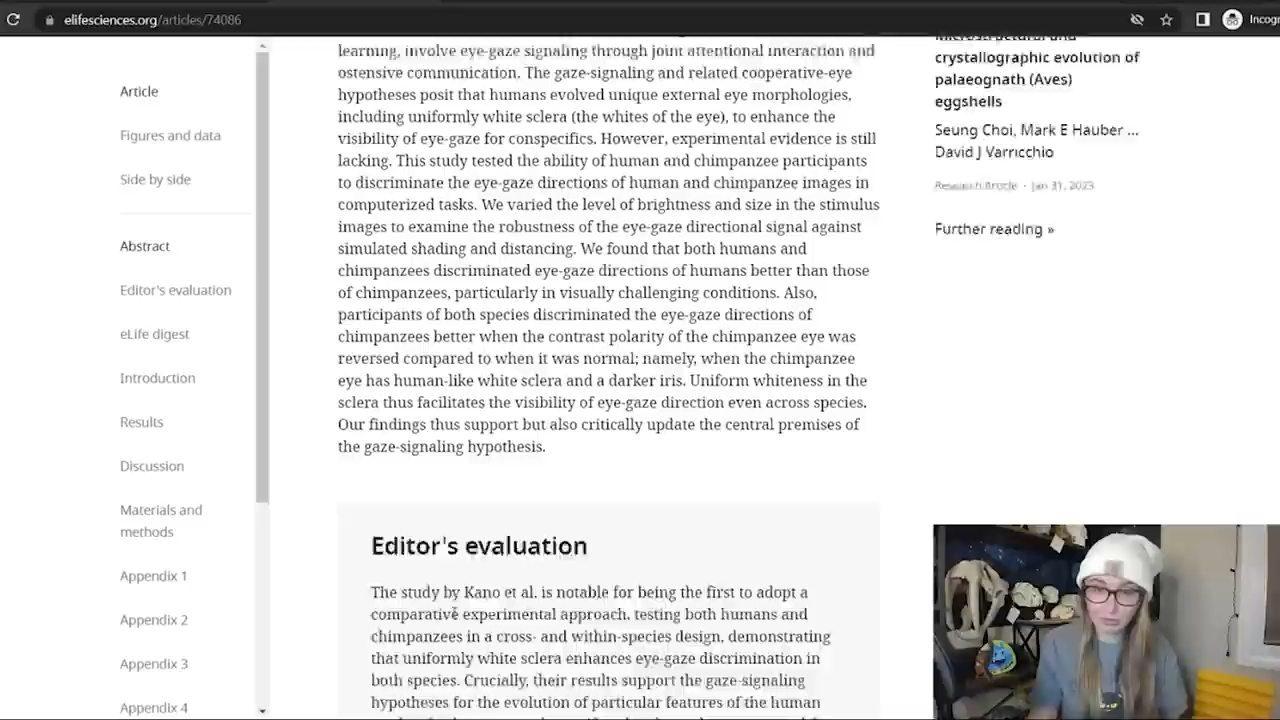 elifesciences.org/articles/74086
Incogn
Article
Figures and data
Side by side
Abstract
Editor's evaluation
eLife digest
Introduction
Results
Discussion
Materials and
methods
Appendix 1
Appendix 2
Appendix 3
Appendix 4
learning, involve eye-gaze signaling through joint attentional interaction and
ostensive communication. The gaze-signaling and related cooperative-eye
hypotheses posit that humans evolved unique external eye morphologies,
including uniformly white sclera (the whites of the eye), to enhance the
visibility of eye-gaze for conspecifics. However, experimental evidence is still
lacking. This study tested the ability of human and chimpanzee participants
to discriminate the eye-gaze directions of human and chimpanzee images in
computerized tasks. We varied the level of brightness and size in the stimulus
images to examine the robustness of the eye-gaze directional signal against
simulated shading and distancing. We found that both humans and
chimpanzees discriminated eye-gaze directions of humans better than those
of chimpanzees, particularly in visually challenging conditions. Also,
participants of both species discriminated the eye-gaze directions of
chimpanzees better when the contrast polarity of the chimpanzee eye was
reversed compared to when it was normal; namely, when the chimpanzee
eye has human-like white sclera and a darker iris. Uniform whiteness in the
sclera thus facilitates the visibility of eye-gaze direction even across species.
Our findings thus support but also critically update the central premises of
the gaze-signaling hypothesis.
Editor's evaluation
The study by Kano et al. is notable for being the first to adopt a
comparative experimental approach, testing both humans and
chimpanzees in a cross- and within-species design, demonstrating
that uniformly white sclera enhances eye-gaze discrimination in
both species. Crucially, their results support the gaze-signaling
hypotheses for the evolution of particular features of the human
Microstructural and
crystallographic evolution of
palaeognath (Aves)
eggshells
Seung Choi, Mark E Hauber ...
David J Varricchio
Research Article · Jan 31, 2023
Further reading »